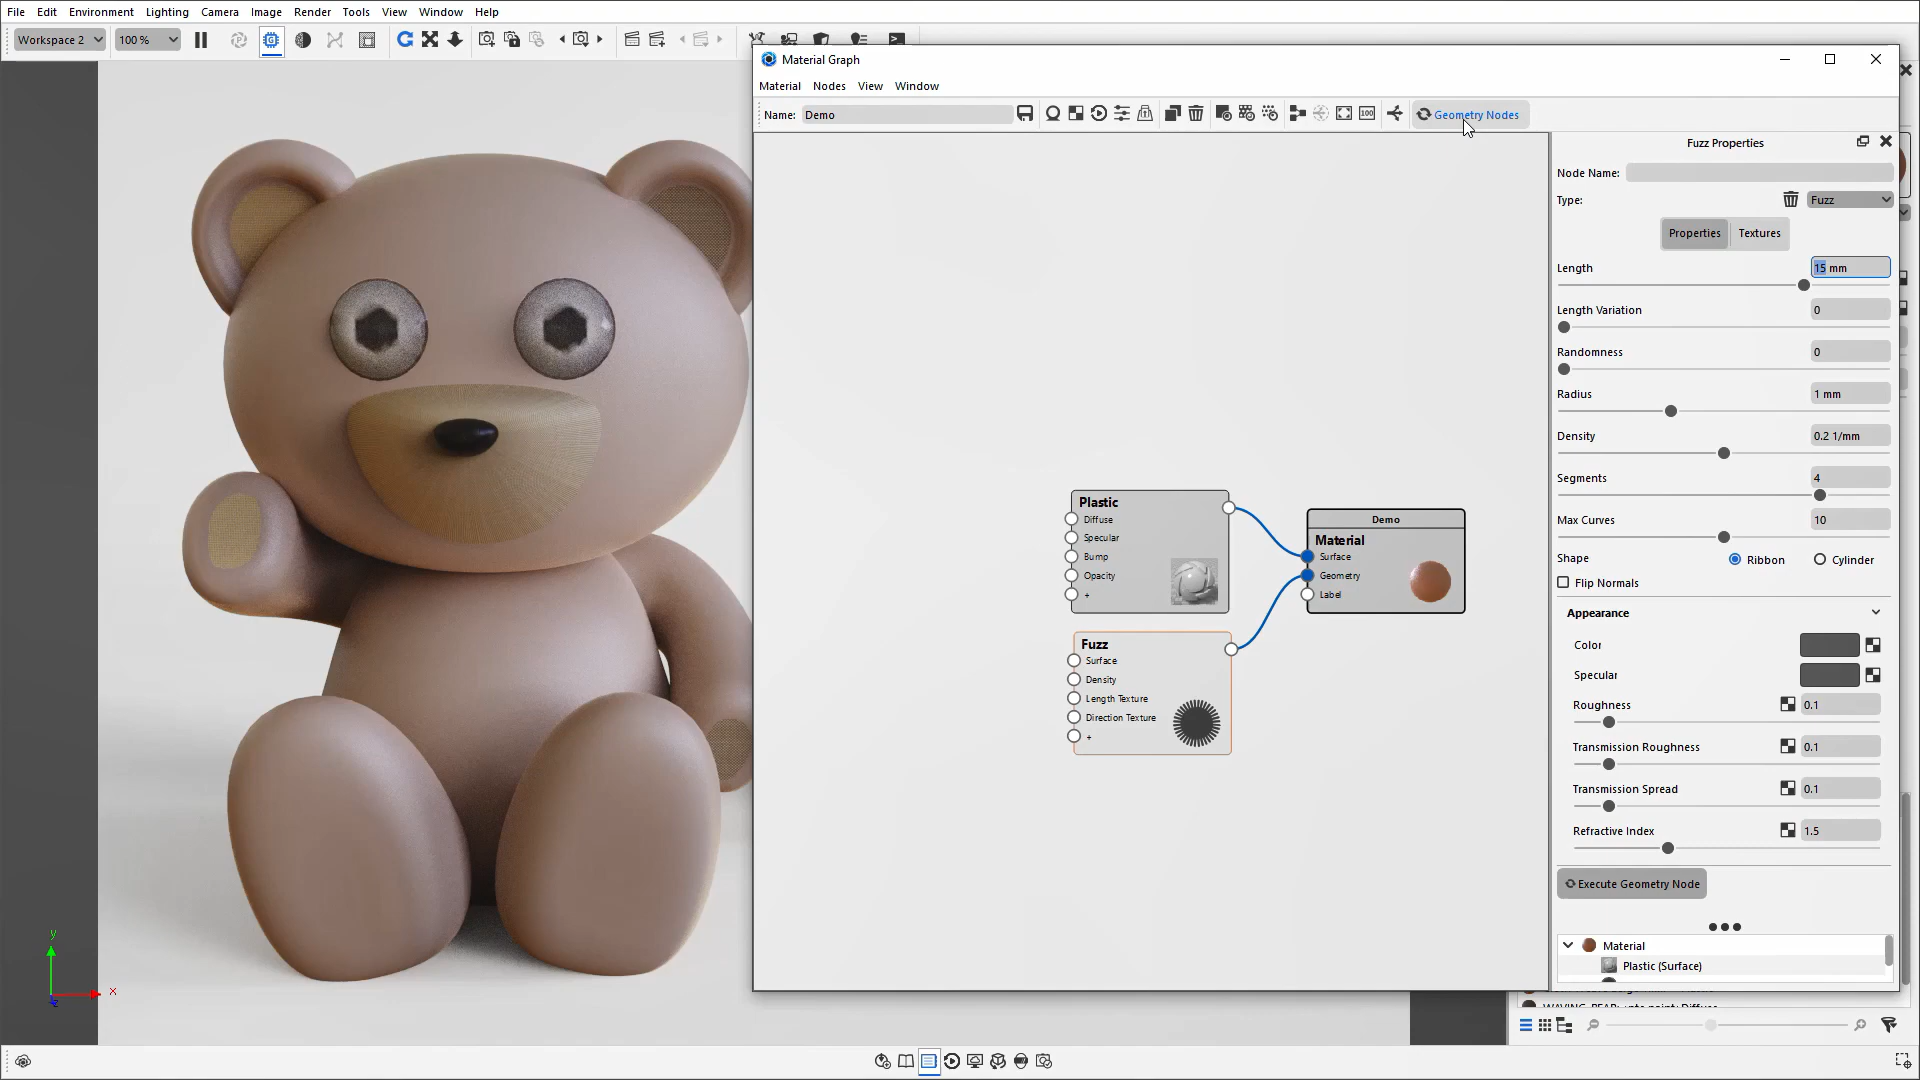 File Edit Environment Lighting Camera Image Render Tools View Window Help
Workspace 2 100 %
Material Graph
Material Nodes View Window
Name: Demo 100 Geometry Nodes
Fuzz Properties
Node Name:
Type: Fuzz
Properties Textures
Length 15 mm
Length Variation 0
Randomness 0
Radius 1 mm
Density 0.2 1/mm
Segments 4
Max Curves 10
Shape Ribbon Cylinder
Flip Normals
Appearance
Color
Specular
Roughness 0.1
Transmission Roughness 0.1
Transmission Spread 0.1
Refractive Index 1.5
Execute Geometry Node
Material
Plastic (Surface)
Plastic
Diffuse
Specular
Bump
Opacity
+
Demo
Material
Surface
Geometry
Label
Fuzz
Surface
Density
Length Texture
Direction Texture
+
y
x